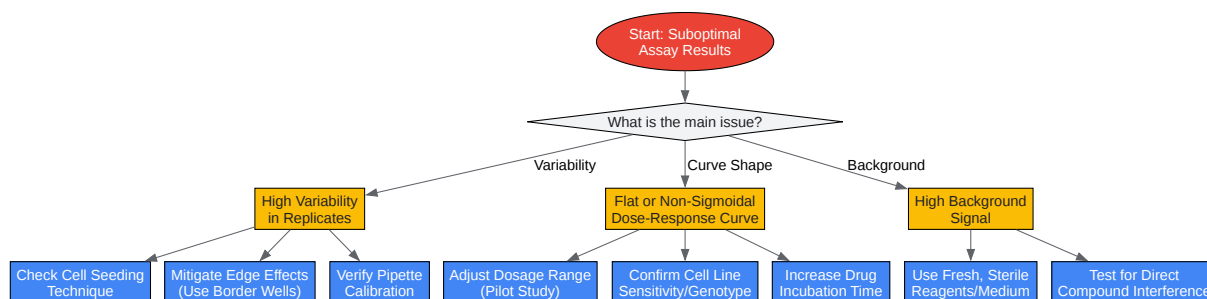 Start: Suboptimal
Assay Results
What is the main issue?
Variability
Curve Shape
Background
High Variability
in Replicates
Flat or Non-Sigmoidal
Dose-Response Curve
High Background
Signal
Check Cell Seeding
Technique
Mitigate Edge Effects
(Use Border Wells)
Verify Pipette
Calibration
Adjust Dosage Range
(Pilot Study)
Confirm Cell Line
Sensitivity/Genotype
Increase Drug
Incubation Time
Use Fresh, Sterile
Reagents/Medium
Test for Direct
Compound Interference